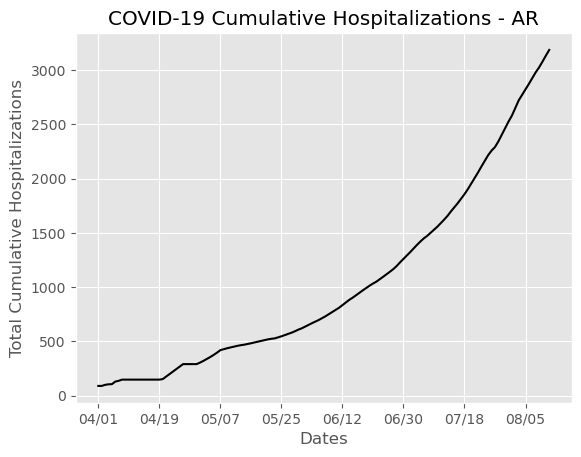 COVID-19 Cumulative Hospitalizations - AR
Total Cumulative Hospitalizations
3000
2500
2000
1500
1000
500
0
04/01 04/19 05/07 05/25 06/12 06/30 07/18 08/05
Dates